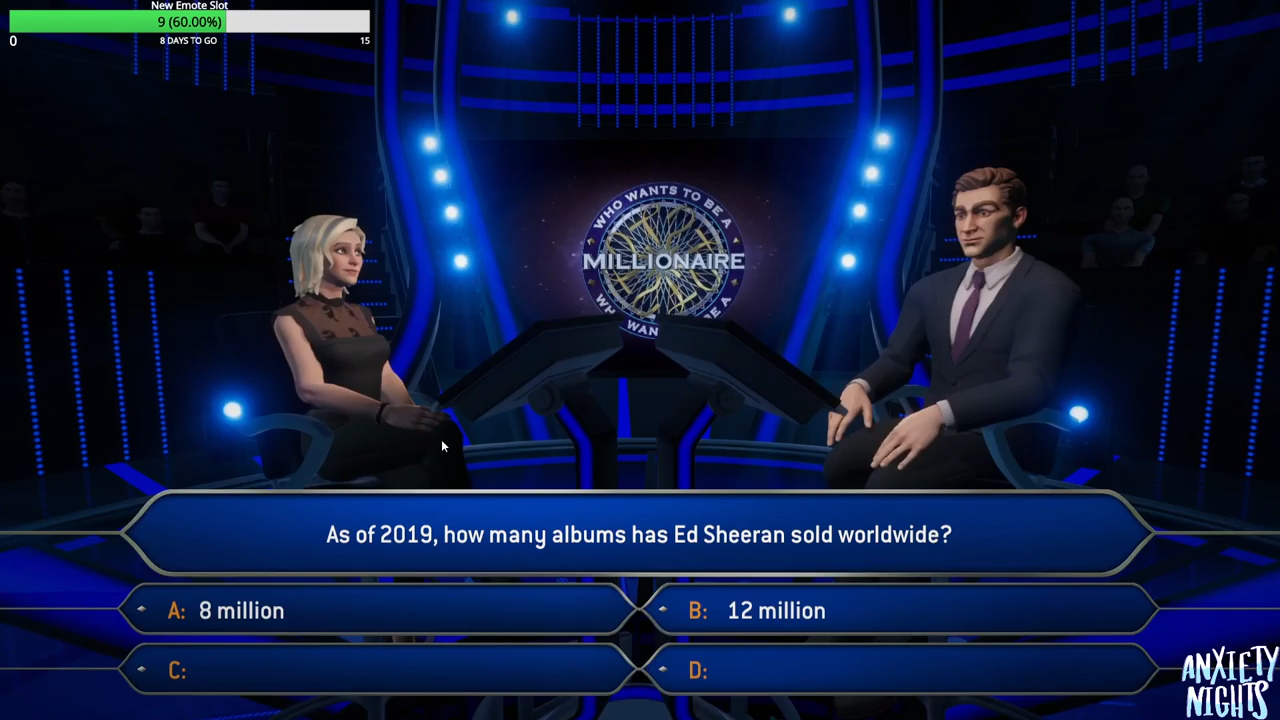 New Emote Slot
9 (60.00%)
0
8 DAYS TO GO
15
WHO WANTS TO BE A
MILLIONAIRE
As of 2019, how many albums has Ed Sheeran sold worldwide?
A: 8 million
B: 12 million
C:
D:
ANXIETY
NIGHTS